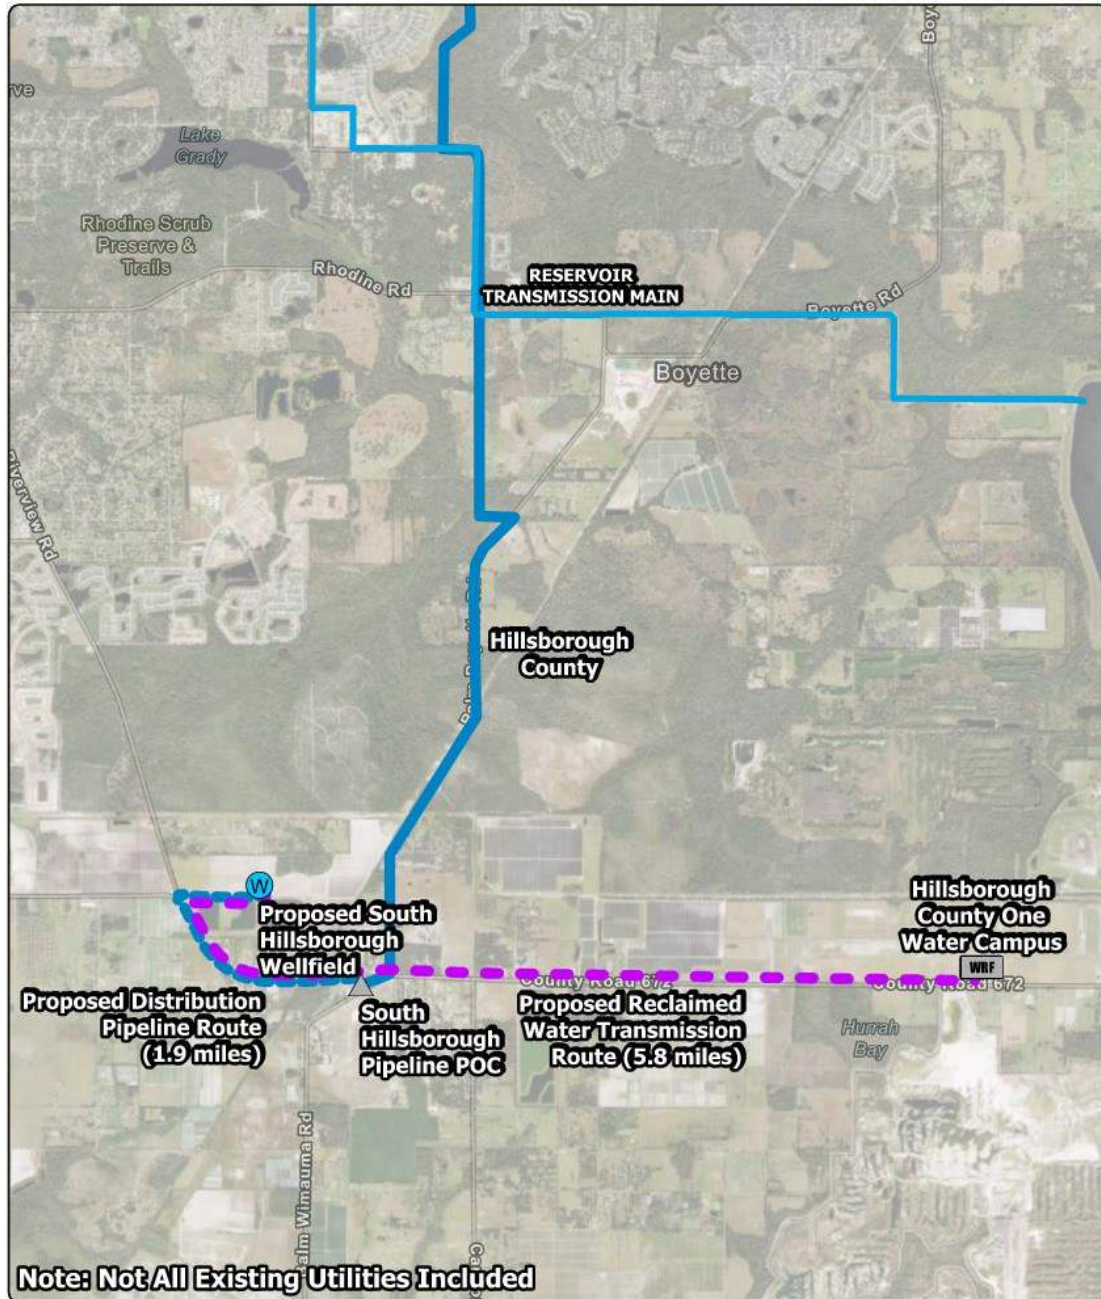 Boye
rve
Lake
Grady
Rhodine Scrub
Preserve &
Trails
Rhodine Rd
RESERVOIR
TRANSMISSION MAIN
Boyette Rd
Boyette
Riverview Rd
Hillsborough
County
W
Proposed South
Hillsborough
Wellfield
Hillsborough
County One
Water Campus
WRF
County Road 672
County Road 672
Proposed Distribution
Pipeline Route
(1.9 miles)
South
Hillsborough
Pipeline POC
Proposed Reclaimed
Water Transmission
Route (5.8 miles)
Hurrah
Bay
alm-Wimauma Rd
Note: Not All Existing Utilities Included